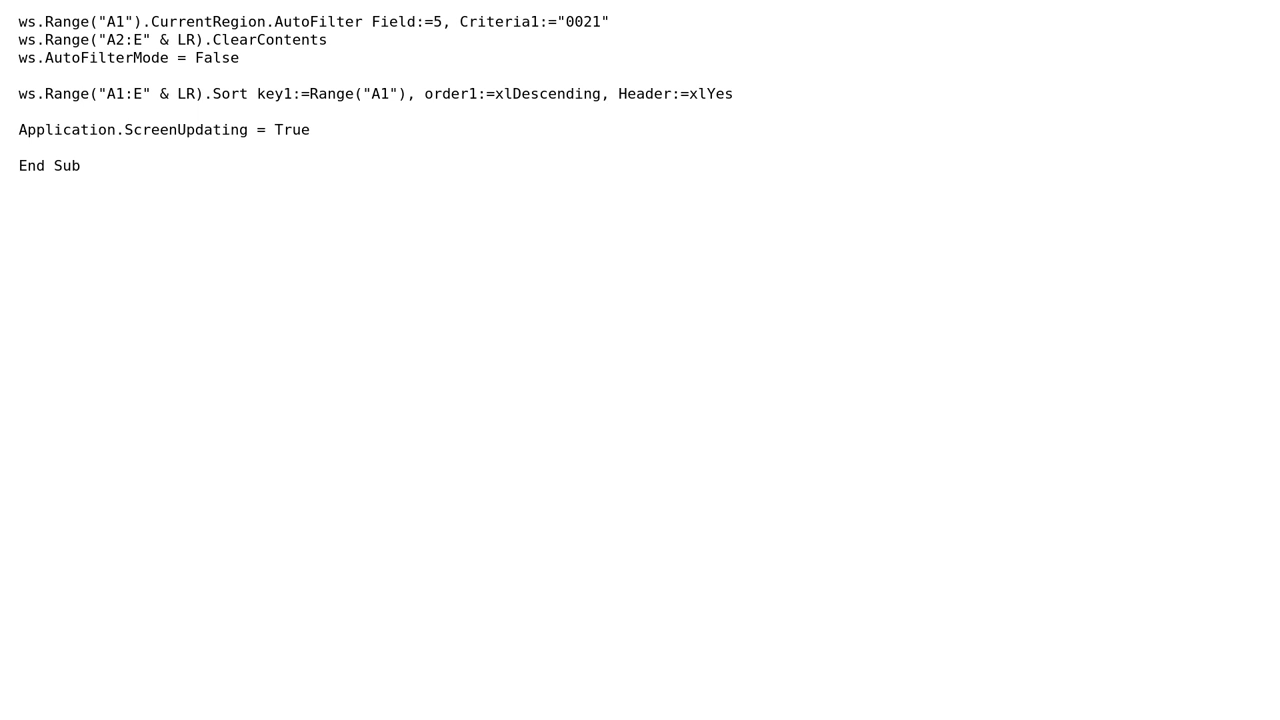 ws.Range("A1").CurrentRegion.AutoFilter Field:=5, Criteria1:="0021"
ws.Range("A2:E" & LR).ClearContents
ws.AutoFilterMode = False
ws.Range("A1:E" & LR).Sort key1:=Range("A1"), order1:=xlDescending, Header:=xlYes
Application.ScreenUpdating = True
End Sub